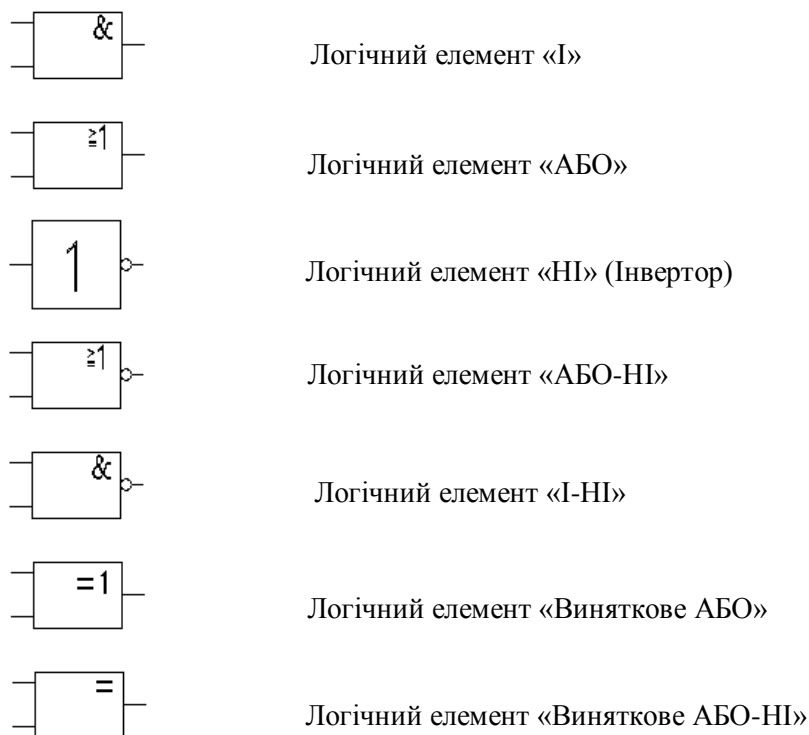 & Логічний елемент «І»
≧1 Логічний елемент «АБО»
1 Логічний елемент «НІ» (Інвертор)
≧1 Логічний елемент «АБО-НІ»
& Логічний елемент «І-НІ»
=1 Логічний елемент «Виняткове АБО»
= Логічний елемент «Виняткове АБО-НІ»